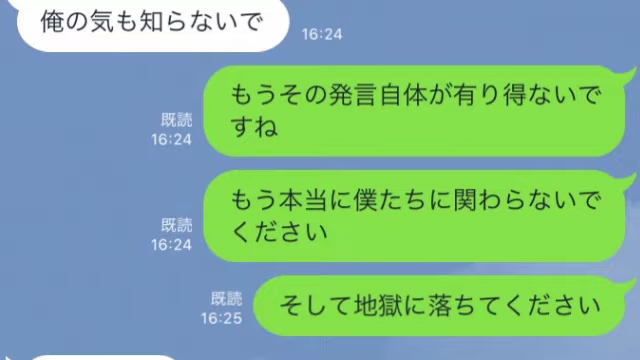 俺の気も知らないで
16:24
もうその発言自体が有り得ないで
すね
既読
16:24
もう本当に僕たちに関わらないで
ください
既読
16:24
そして地獄に落ちてください
既読
16:25